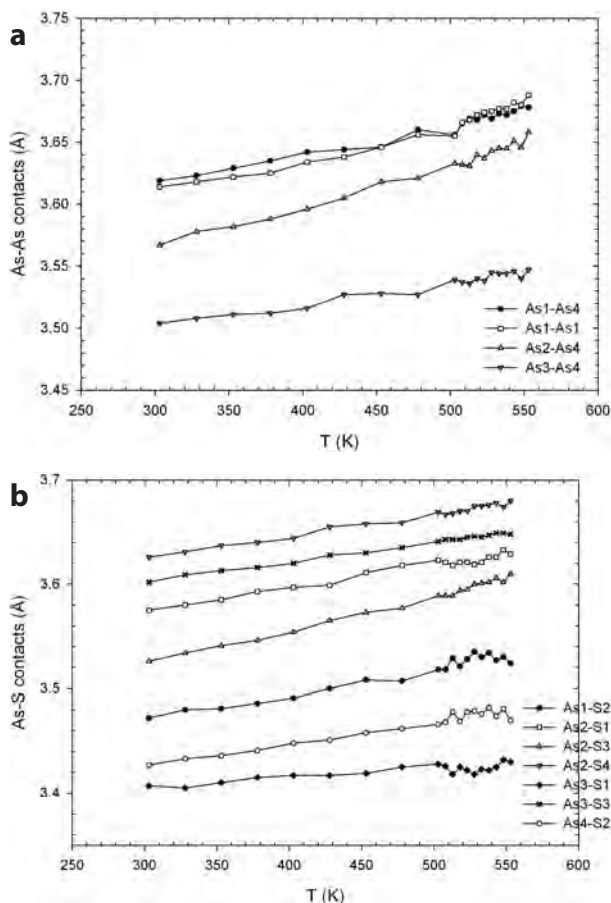 a
3.75
3.70
3.65
3.60
3.55
3.50
3.45
As-As contacts (Å)
As1-As4
As1-As1
As2-As4
As3-As4
250 300 350 400 450 500 550 600
T (K)
b
3.7
3.6
3.5
3.4
As-S contacts (Å)
As1-S2
As2-S1
As2-S3
As2-S4
As3-S1
As3-S3
As4-S2
250 300 350 400 450 500 550 600
T (K)